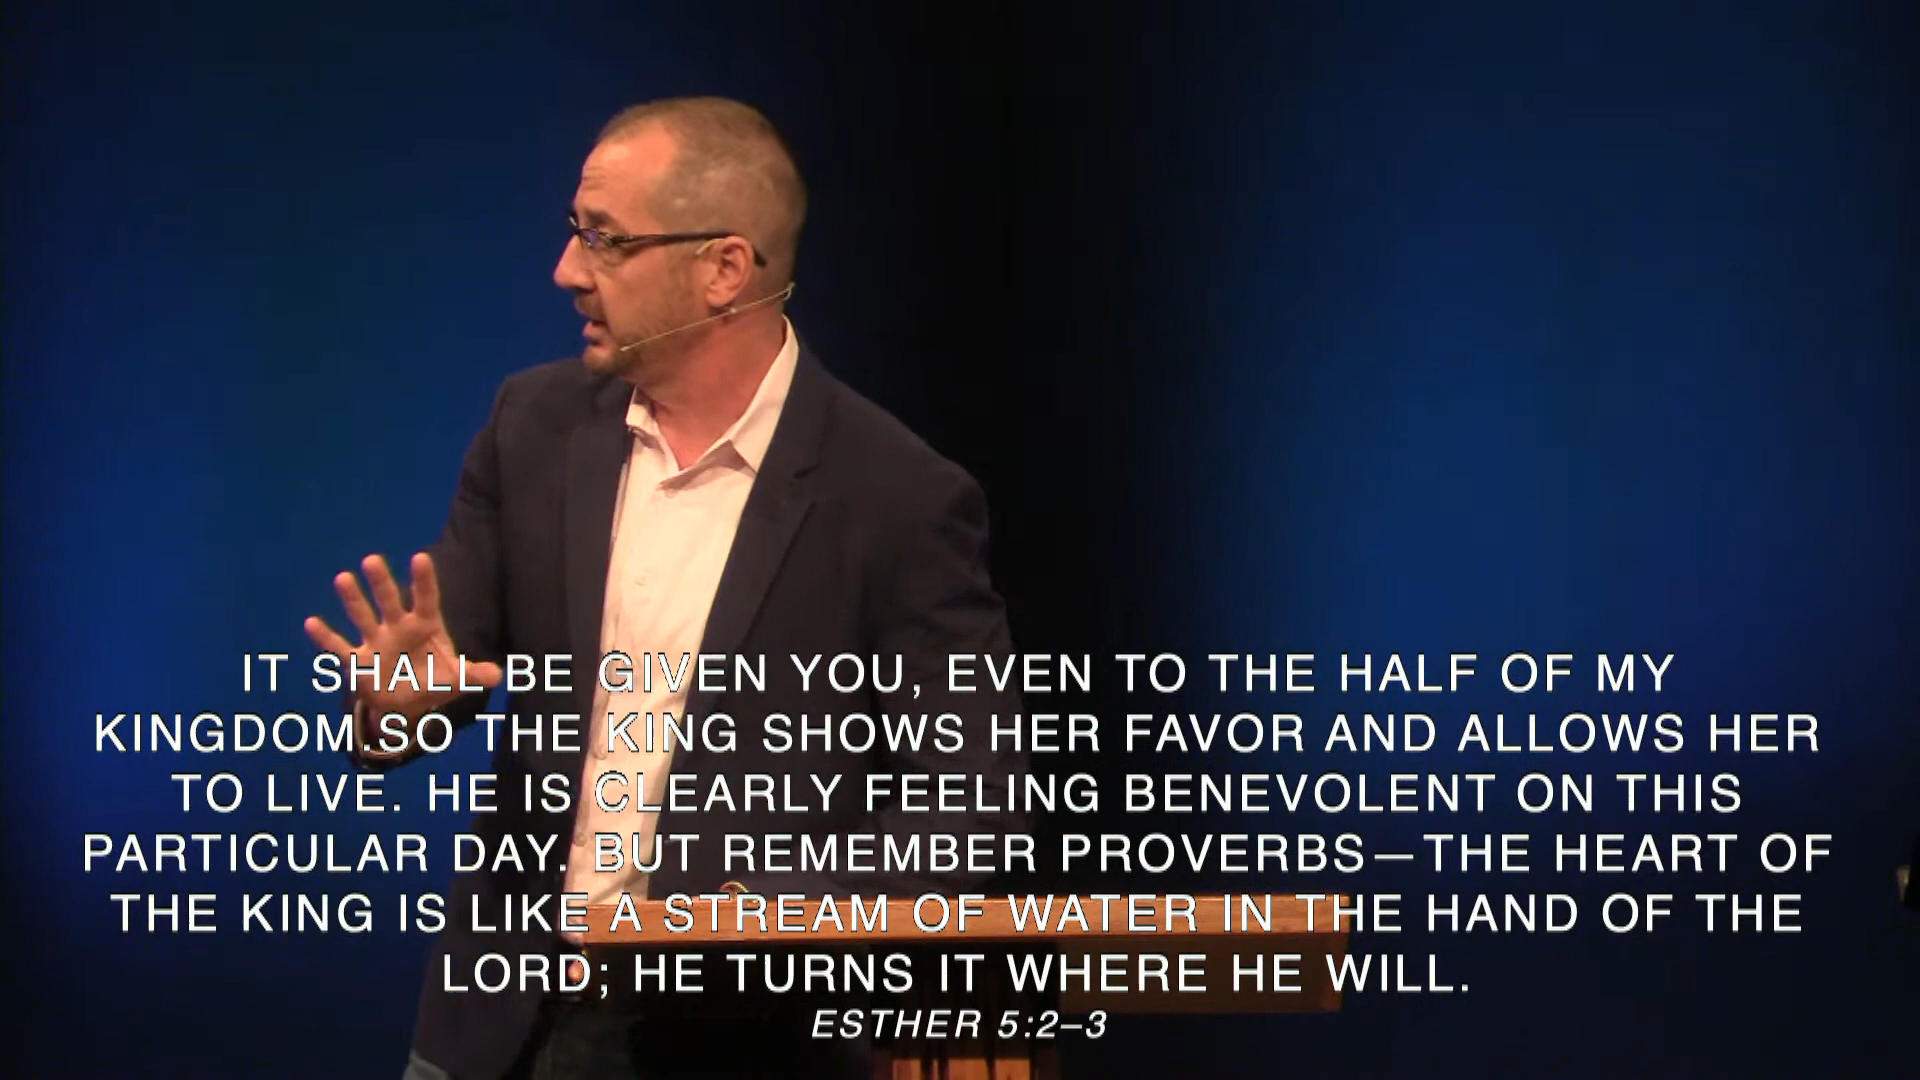 IT SHALL BE GIVEN YOU, EVEN TO THE HALF OF MY
KINGDOM.SO THE KING SHOWS HER FAVOR AND ALLOWS HER
TO LIVE. HE IS CLEARLY FEELING BENEVOLENT ON THIS
PARTICULAR DAY. BUT REMEMBER PROVERBS—THE HEART OF
THE KING IS LIKE A STREAM OF WATER IN THE HAND OF THE
LORD; HE TURNS IT WHERE HE WILL.
ESTHER 5:2–3